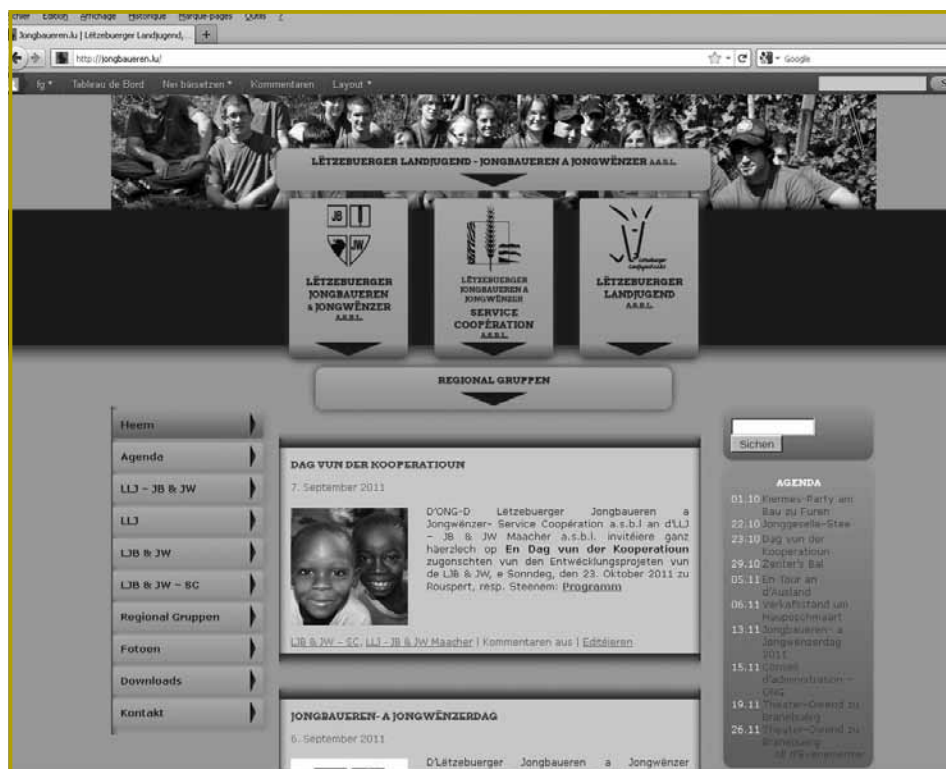 Edition Affichage Historique Marque-pages Outils ?
Jongbaueren.lu | Lëtzebuerger Landjugend, +
http://jongbaueren.lu/
Google
fg Tableau de Bord Nei bäisetzen Kommentaren Layout
LËTZEBUERGER LANDJUGEND - JONGBAUEREN A JONGWËNZER A.S.B.L.
JB
JW
LËTZEBUERGER
JONGBAUEREN
& JONGWËNZER
A.S.B.L.
LËTZEBUERGER
JONGBAUEREN A
JONGWËNZER
SERVICE
COOPÉRATION
A.S.B.L.
LËTZEBUERGER
LANDJUGEND
A.S.B.L.
REGIONAL GRUPPEN
Heem
Agenda
LLJ – JB & JW
LLJ
LJB & JW
LJB & JW – SC
Regional Gruppen
Fotoen
Downloads
Kontakt
DAG VUN DER KOOPERATIOUN
7. September 2011
D'ONG-D Lëtzebuerger Jongbaueren a
Jongwënzer- Service Coopération a.s.b.l an d'LLJ
– JB & JW Maacher a.s.b.l. invitéiere ganz
häerzlech op En Dag vun der Kooperatioun
zugonschten vun den Entwécklungsprojeten vun
de LJB & JW, e Sonndeg, den 23. Oktober 2011 zu
Rouspert, resp. Steenem: Programm
LJB & JW – SC, LLJ - JB & JW Maacher | Kommentaren aus | Editéieren
JONGBAUEREN- A JONGWËNZERDAG
6. September 2011
D'Lëtzebuerger Jongbaueren a Jongwënzer
Sichen
AGENDA
01.10 Kiermes-Party am
Bau zu Furen
22.10 Jonggeselle-Stee
23.10 Dag vun der
Kooperatioun
29.10 Zenter's Bal
05.11 En Tour an
d'Ausland
06.11 Verkafsstand um
Haupeschmaart
13.11 Jongbaueren- a
Jongwënzerdag
2011
15.11 Conseil
d'administration –
ONG
19.11 Theater-Owend zu
Branebuerg
26.11 Theater-Owend zu
Branebuerg